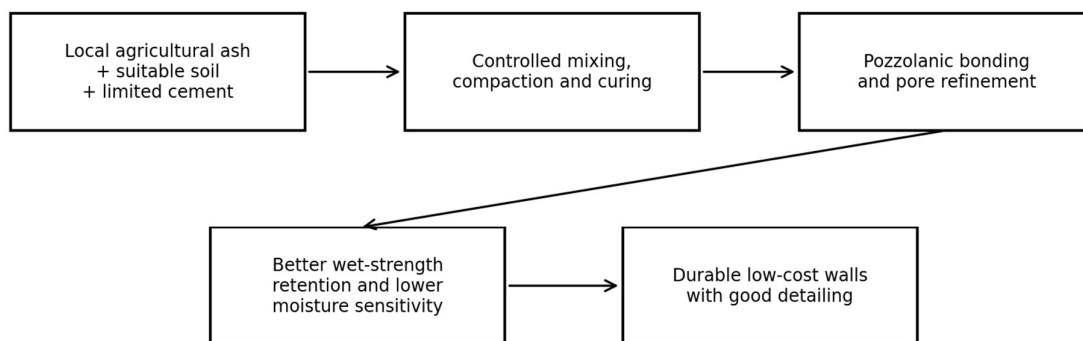 Local agricultural ash
+ suitable soil
+ limited cement
Controlled mixing,
compaction and curing
Pozzolanic bonding
and pore refinement
Better wet-strength
retention and lower
moisture sensitivity
Durable low-cost walls
with good detailing